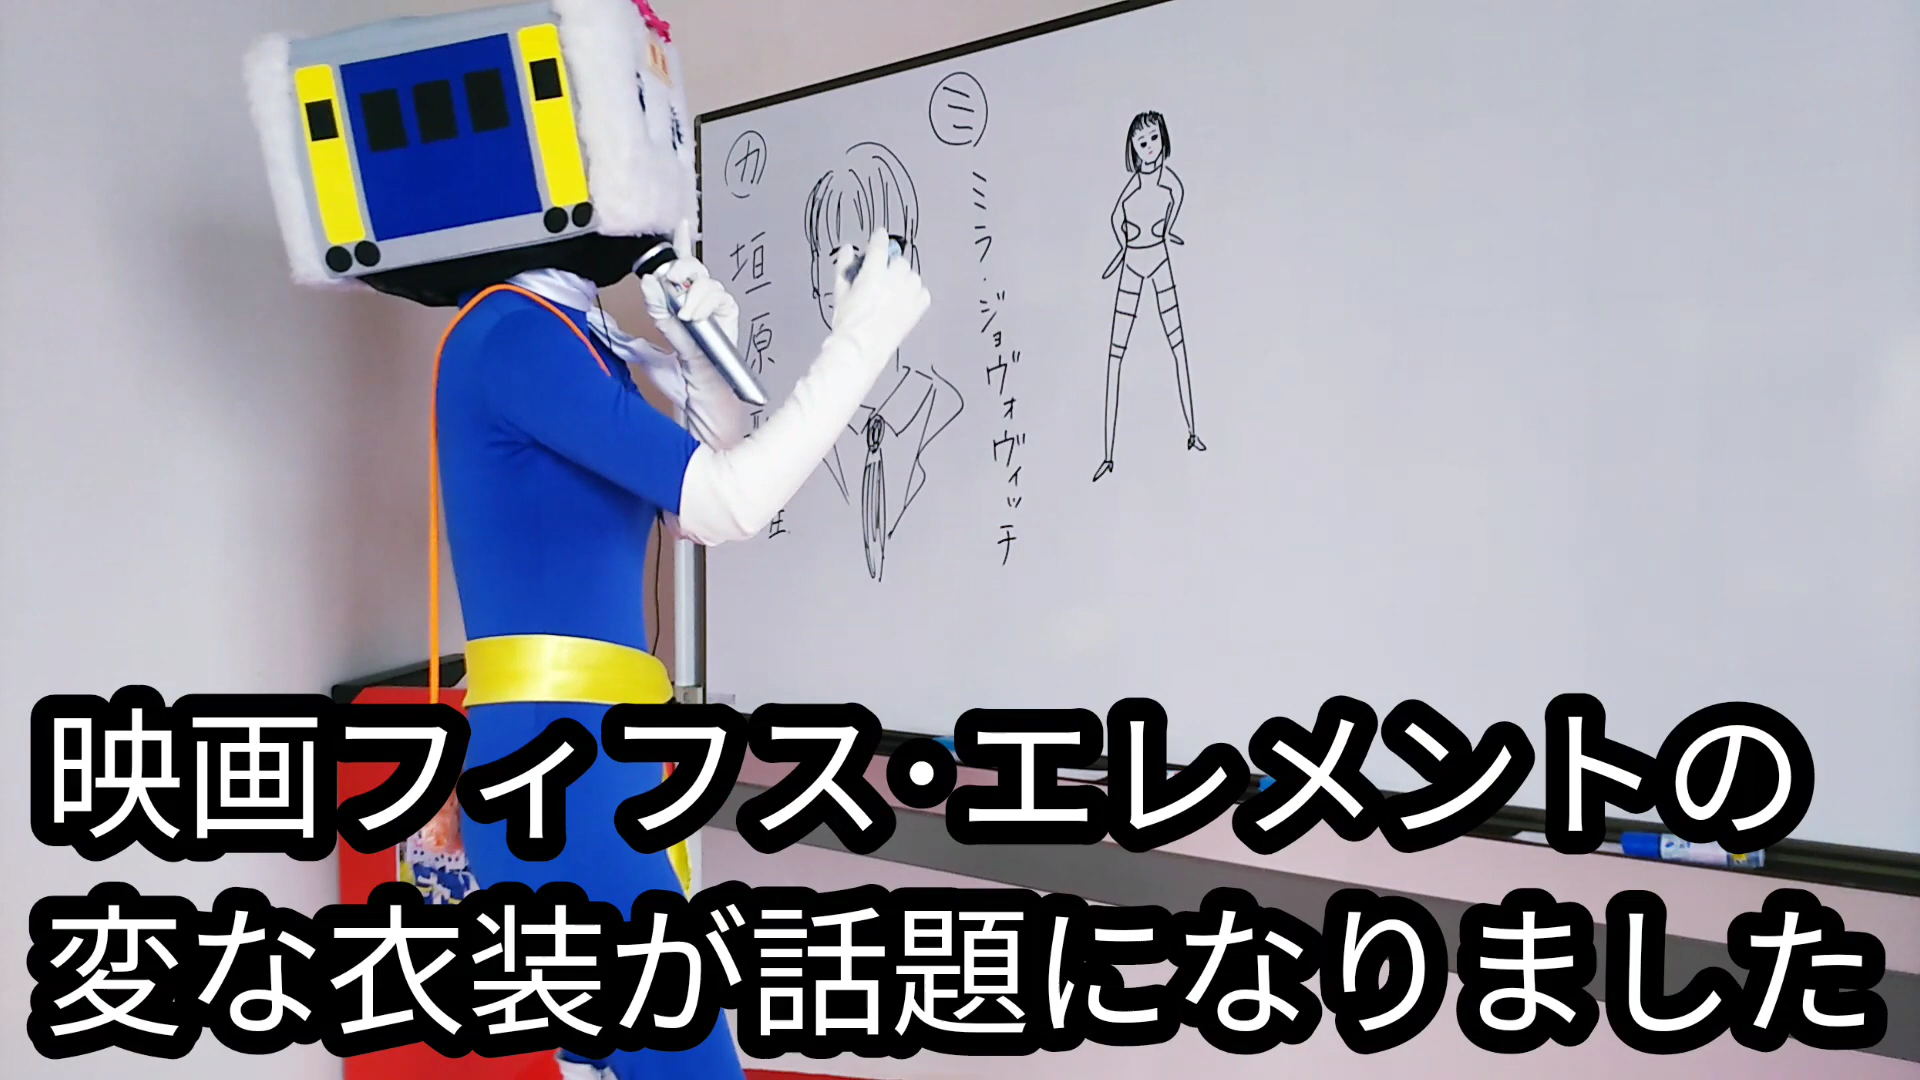 カ
垣原
ミ
ミラ・ジョヴォヴィッチ
映画フィフス・エレメントの
変な衣装が話題になりました